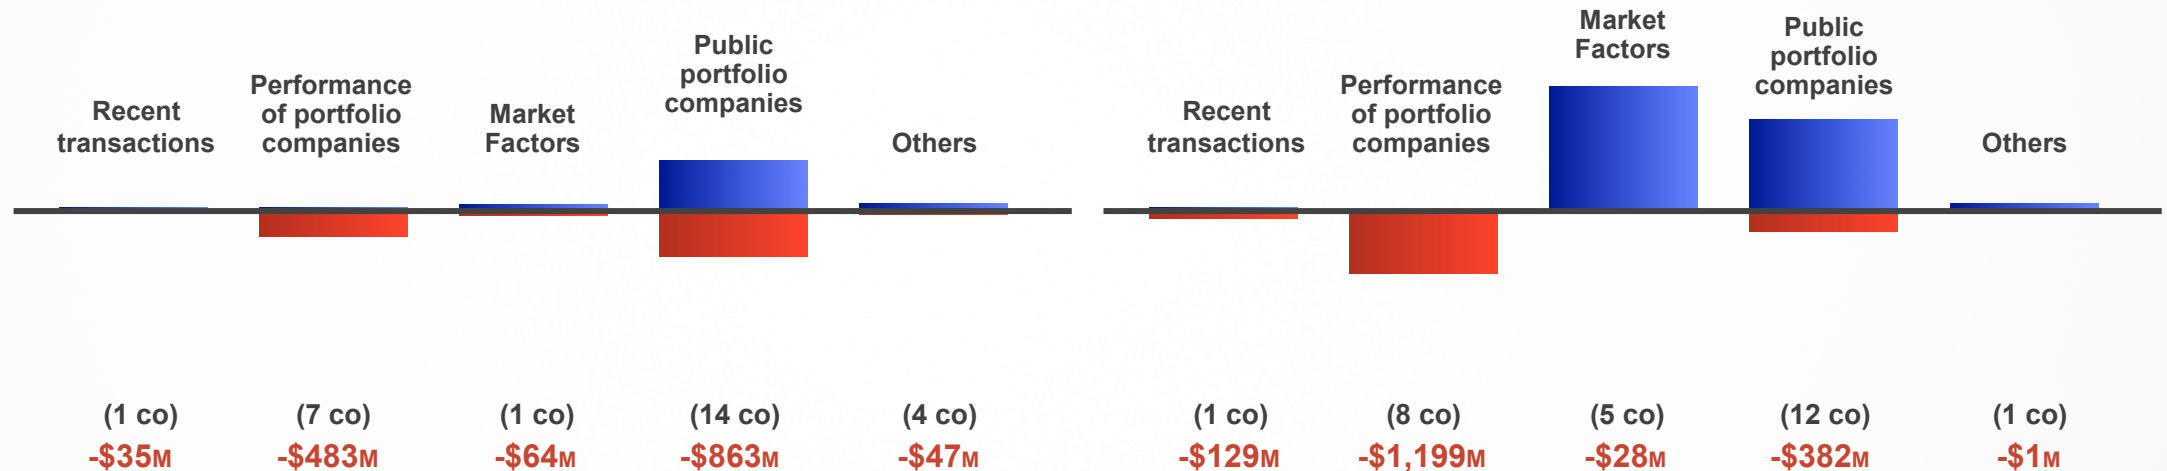 Recent
transactions
Performance
of portfolio
companies
Market
Factors
Public
portfolio
companies
Others
Recent
transactions
Performance
of portfolio
companies
Market
Factors
Public
portfolio
companies
Others
(1 co)
(7 co)
(1 co)
(14 co)
(4 co)
(1 co)
(8 co)
(5 co)
(12 co)
(1 co)
-$35M
-$483M
-$64M
-$863M
-$47M
-$129M
-$1,199M
-$28M
-$382M
-$1M